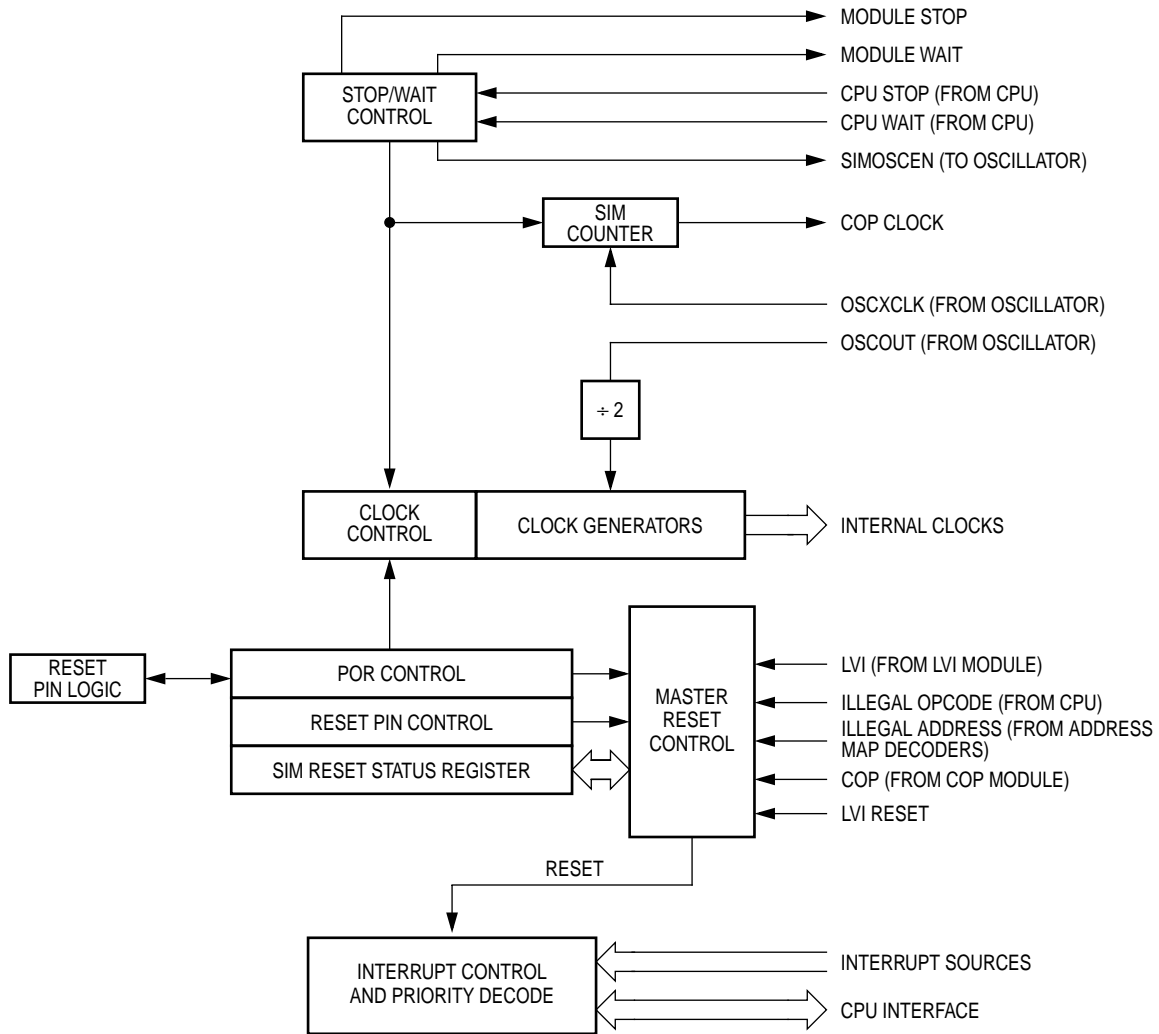 MODULE STOP
MODULE WAIT
STOP/WAIT
CONTROL
CPU STOP (FROM CPU)
CPU WAIT (FROM CPU)
SIMOSCEN (TO OSCILLATOR)
SIM
COUNTER
COP CLOCK
OSCXCLK (FROM OSCILLATOR)
OSCOUT (FROM OSCILLATOR)
÷ 2
CLOCK
CONTROL
CLOCK GENERATORS
INTERNAL CLOCKS
RESET
PIN LOGIC
POR CONTROL
RESET PIN CONTROL
SIM RESET STATUS REGISTER
MASTER
RESET
CONTROL
LVI (FROM LVI MODULE)
ILLEGAL OPCODE (FROM CPU)
ILLEGAL ADDRESS (FROM ADDRESS
MAP DECODERS)
COP (FROM COP MODULE)
LVI RESET
RESET
INTERRUPT CONTROL
AND PRIORITY DECODE
INTERRUPT SOURCES
CPU INTERFACE